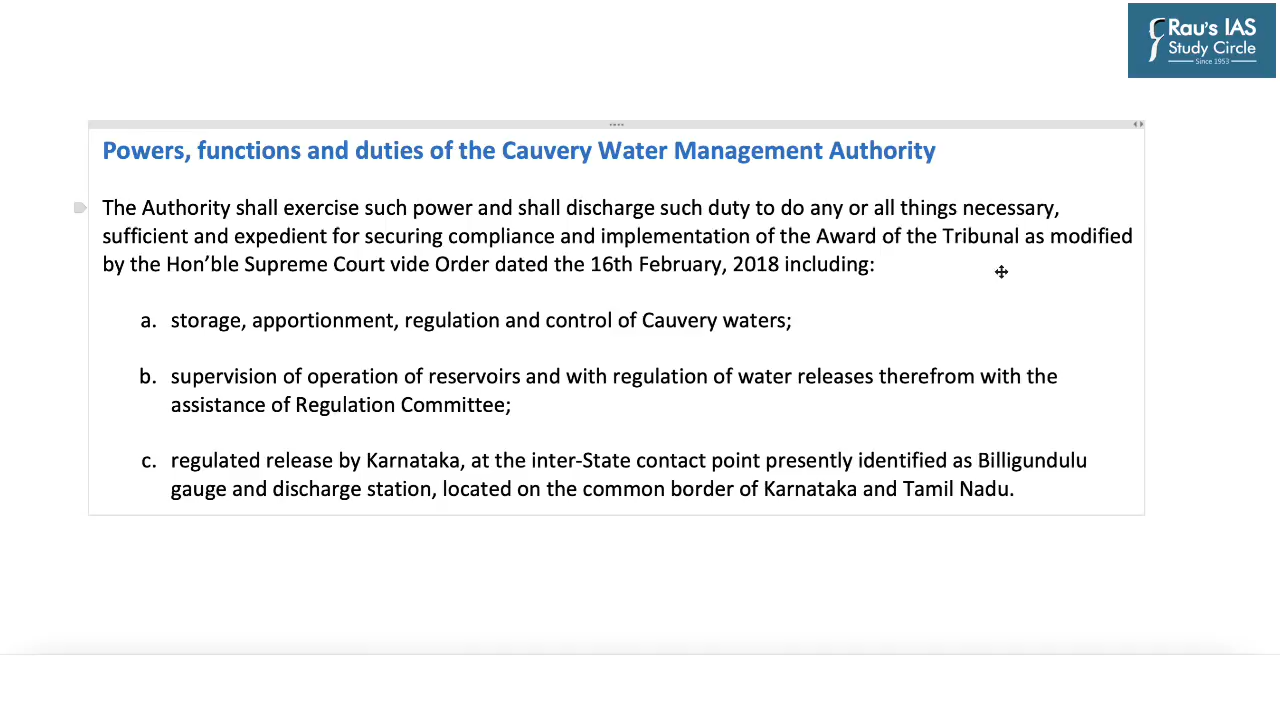 Rau's IAS
Study Circle
Since 1953
Powers, functions and duties of the Cauvery Water Management Authority
The Authority shall exercise such power and shall discharge such duty to do any or all things necessary,
sufficient and expedient for securing compliance and implementation of the Award of the Tribunal as modified
by the Hon’ble Supreme Court vide Order dated the 16th February, 2018 including:
a. storage, apportionment, regulation and control of Cauvery waters;
b. supervision of operation of reservoirs and with regulation of water releases therefrom with the
assistance of Regulation Committee;
c. regulated release by Karnataka, at the inter-State contact point presently identified as Billigundulu
gauge and discharge station, located on the common border of Karnataka and Tamil Nadu.